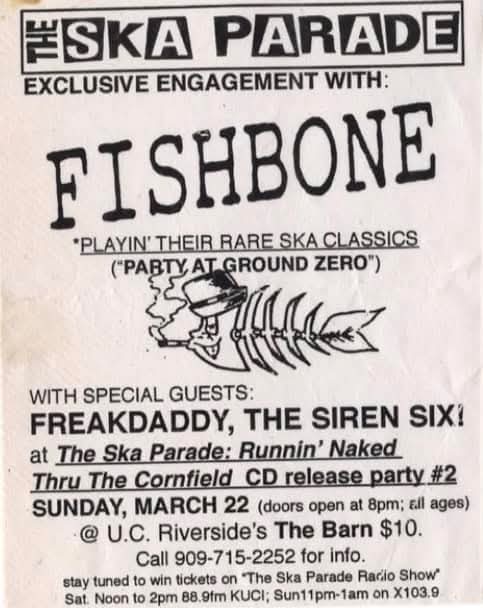 THE SKA PARADE
EXCLUSIVE ENGAGEMENT WITH:
FISHBONE
*PLAYIN' THEIR RARE SKA CLASSICS
("PARTY AT GROUND ZERO")
WITH SPECIAL GUESTS:
FREAKDADDY, THE SIREN SIX!
at The Ska Parade: Runnin' Naked
Thru The Cornfield CD release party #2
SUNDAY, MARCH 22 (doors open at 8pm; all ages)
@ U.C. Riverside's The Barn $10.
Call 909-715-2252 for info.
stay tuned to win tickets on "The Ska Parade Radio Show"
Sat. Noon to 2pm 88.9fm KUCI; Sun11pm-1am on X103.9